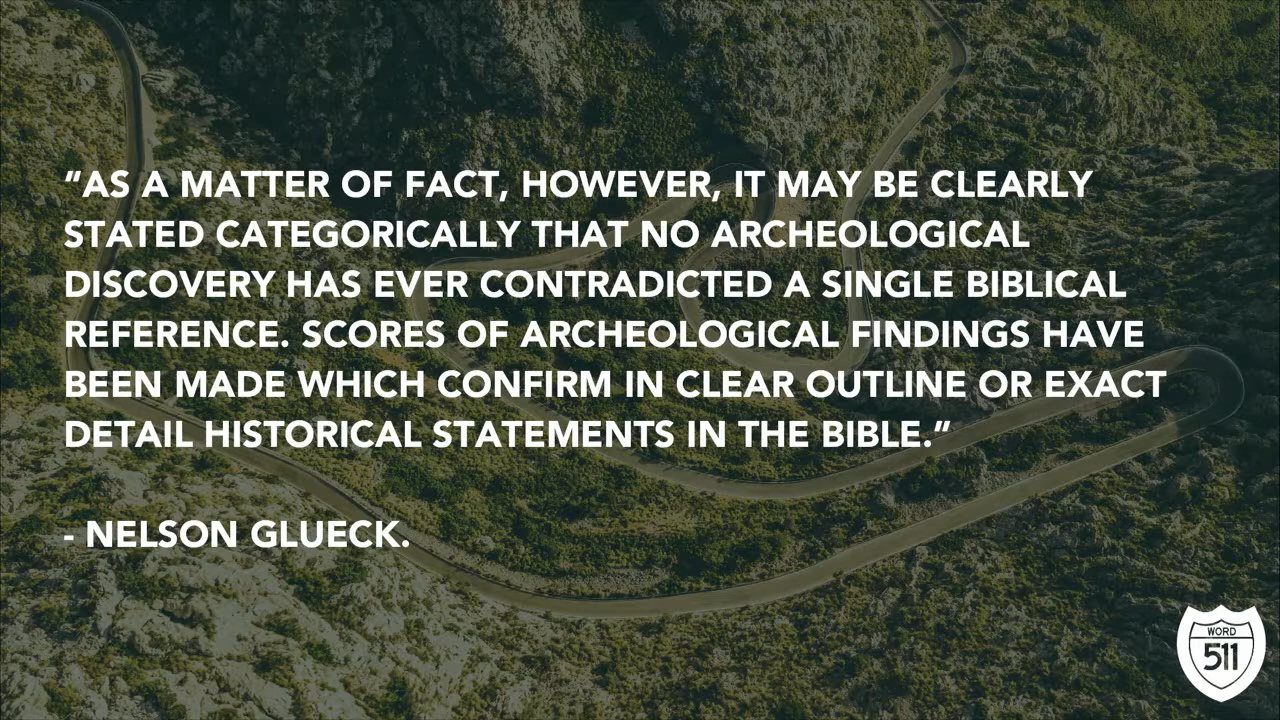 “AS A MATTER OF FACT, HOWEVER, IT MAY BE CLEARLY
STATED CATEGORICALLY THAT NO ARCHEOLOGICAL
DISCOVERY HAS EVER CONTRADICTED A SINGLE BIBLICAL
REFERENCE. SCORES OF ARCHEOLOGICAL FINDINGS HAVE
BEEN MADE WHICH CONFIRM IN CLEAR OUTLINE OR EXACT
DETAIL HISTORICAL STATEMENTS IN THE BIBLE.”
- NELSON GLUECK.
WORD
511